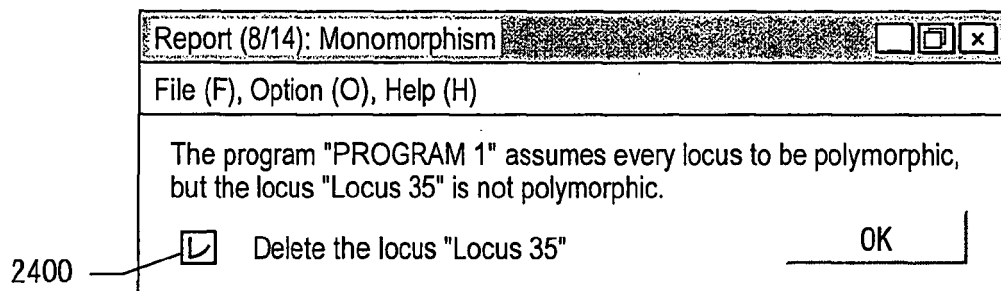 Report (8/14): Monomorphism
File (F), Option (O), Help (H)
The program "PROGRAM 1" assumes every locus to be polymorphic,
but the locus "Locus 35" is not polymorphic.
2400 Delete the locus "Locus 35" OK